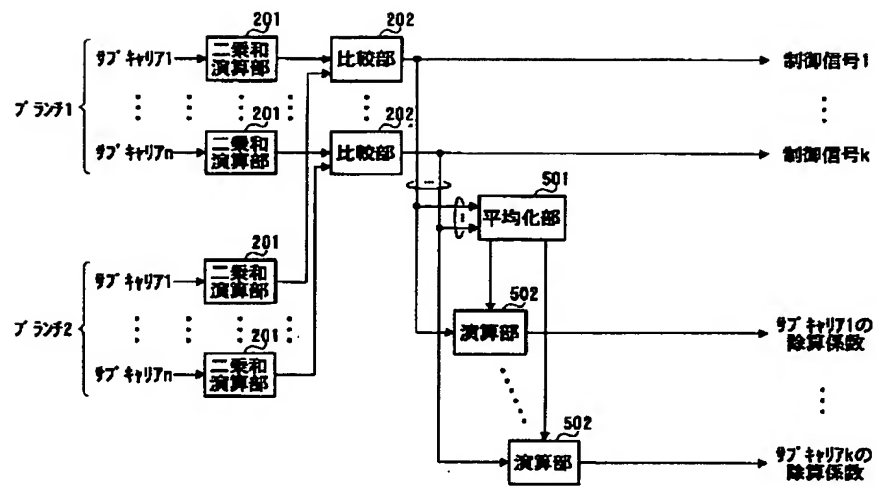 201
202
サブキャリア1
二乗和
演算部
比較部
制御信号1
ブランチ1
201
202
サブキャリアn
二乗和
演算部
比較部
制御信号k
501
平均化部
201
サブキャリア1
二乗和
演算部
502
ブランチ2
201
演算部
サブキャリア1の
除算係数
サブキャリアn
二乗和
演算部
502
演算部
サブキャリアkの
除算係数